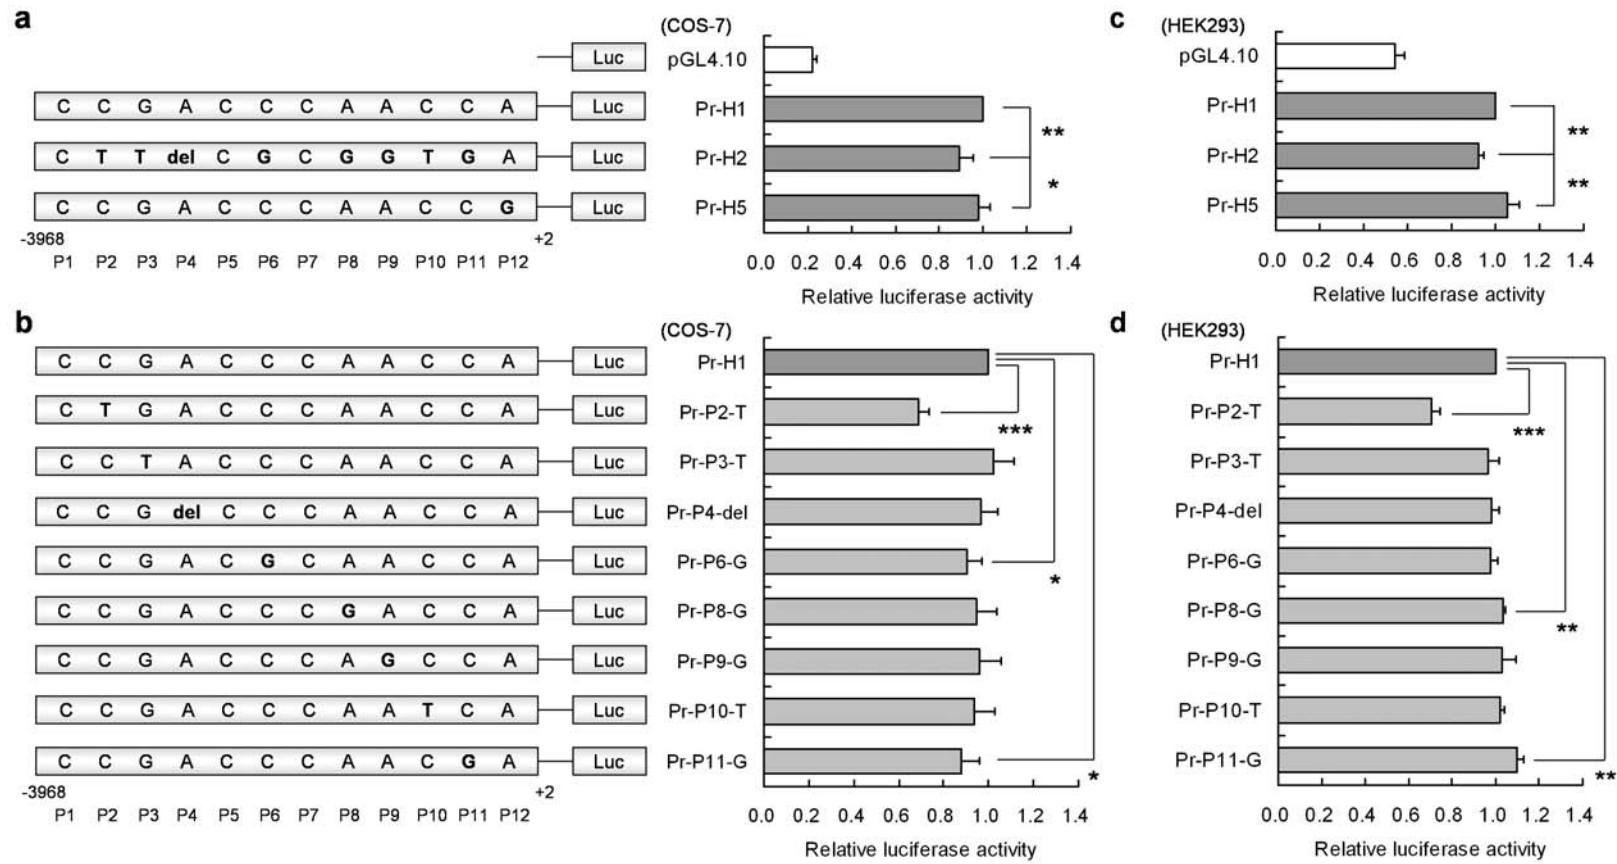 a
(COS-7)
pGL4.10
Luc
C C G A C C C A A C C A Luc
Pr-H1
**
C T T del C G C G G T G A Luc
Pr-H2
*
C C G A C C C A A C C G Luc
Pr-H5
-3968 +2
P1 P2 P3 P4 P5 P6 P7 P8 P9 P10 P11 P12
0.0 0.2 0.4 0.6 0.8 1.0 1.2 1.4
Relative luciferase activity
c
(HEK293)
pGL4.10
Pr-H1
**
Pr-H2
**
Pr-H5
0.0 0.2 0.4 0.6 0.8 1.0 1.2 1.4
Relative luciferase activity
b
(COS-7)
C C G A C C C A A C C A Luc
Pr-H1
C T G A C C C A A C C A Luc
Pr-P2-T
***
C C T A C C C A A C C A Luc
Pr-P3-T
C C G del C C C A A C C A Luc
Pr-P4-del
C C G A C G C A A C C A Luc
Pr-P6-G
*
C C G A C C C G A C C A Luc
Pr-P8-G
C C G A C C C A G C C A Luc
Pr-P9-G
C C G A C C C A A T C A Luc
Pr-P10-T
C C G A C C C A A C G A Luc
Pr-P11-G
*
-3968 +2
P1 P2 P3 P4 P5 P6 P7 P8 P9 P10 P11 P12
0.0 0.2 0.4 0.6 0.8 1.0 1.2 1.4
Relative luciferase activity
d
(HEK293)
Pr-H1
Pr-P2-T
***
Pr-P3-T
Pr-P4-del
Pr-P6-G
Pr-P8-G
**
Pr-P9-G
Pr-P10-T
Pr-P11-G
**
0.0 0.2 0.4 0.6 0.8 1.0 1.2 1.4
Relative luciferase activity